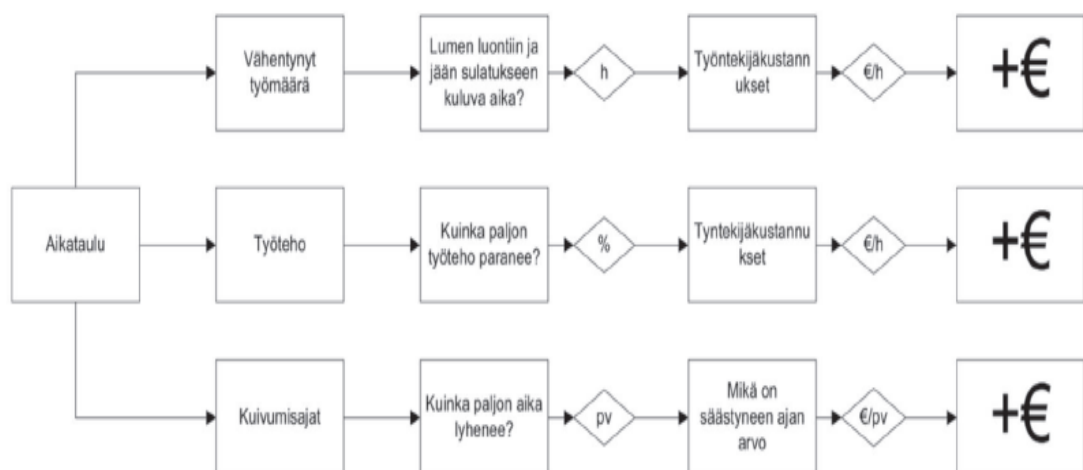 Vähentynyt
työmäärä
Lumen luontiin ja
jään sulatukseen
kuluva aika?
h
Työntekijäkustann
ukset
€/h
+€
Aikataulu
Työteho
Kuinka paljon
työteho paranee?
%
Tyntekijäkustannu
kset
€/h
+€
Kuivumisajat
Kuinka paljon aika
lyhenee?
pv
Mikä on
säästyneen ajan
arvo
€/pv
+€